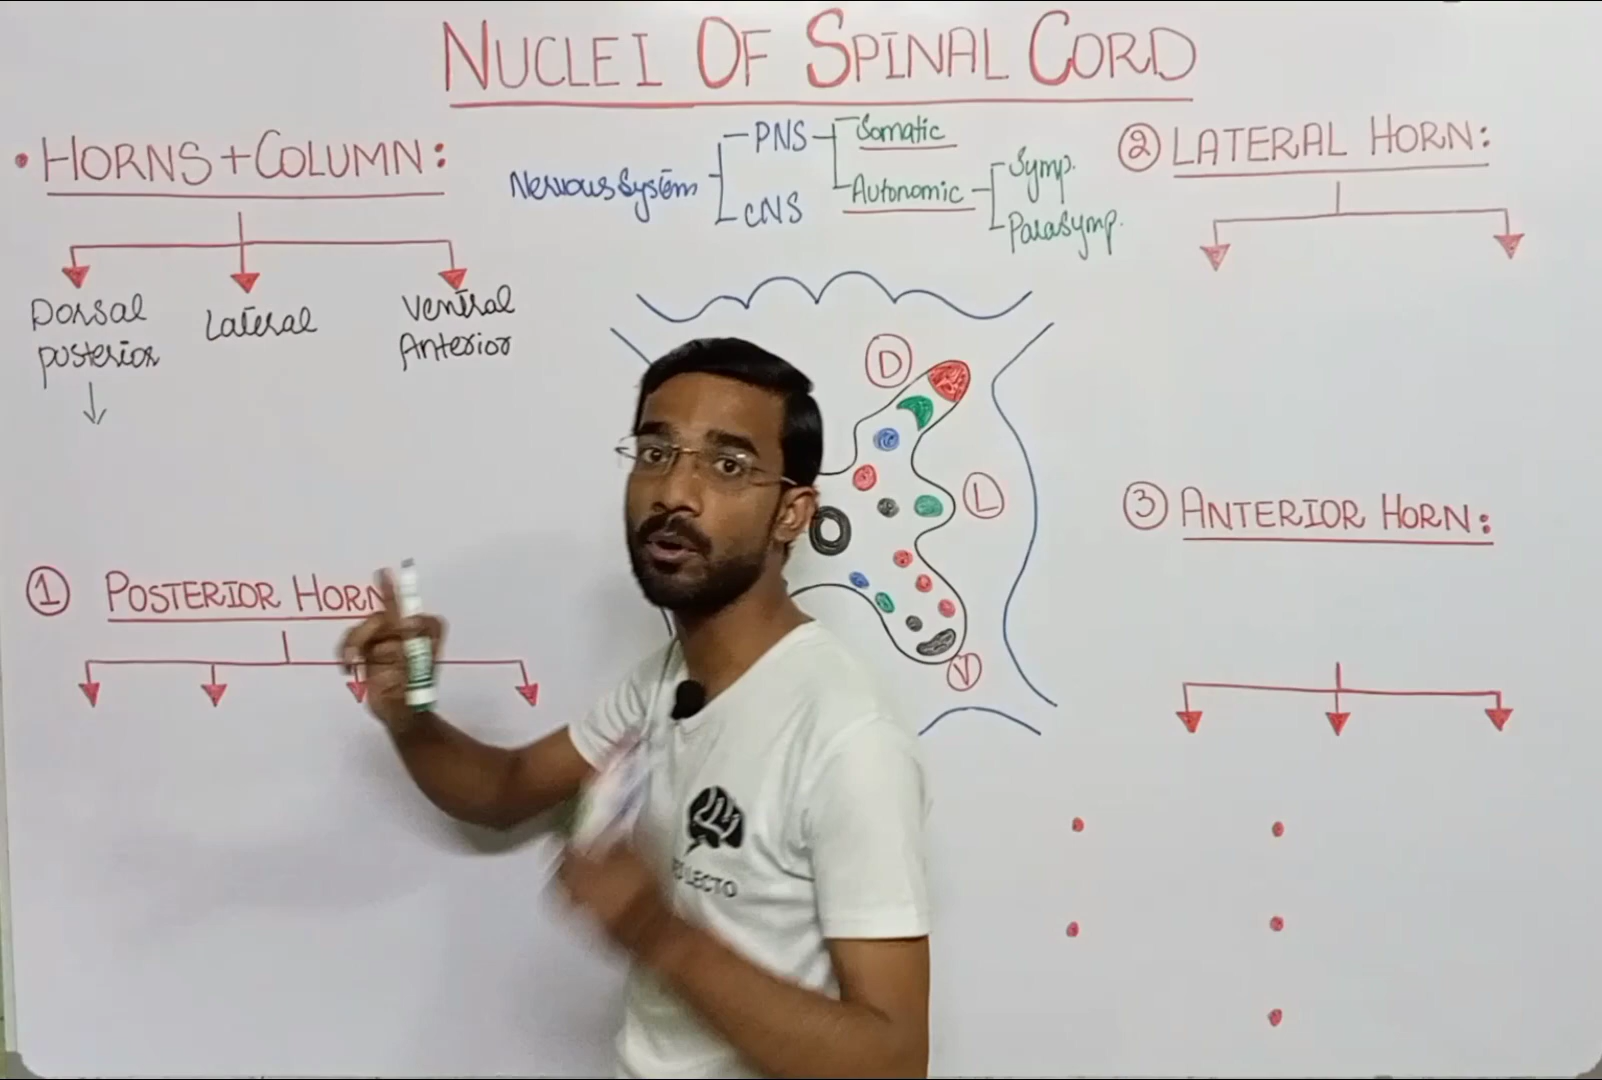 NUCLEI OF SPINAL CORD
• HORNS + COLUMN:
Dorsal
posterior
Lateral
Ventral
Anterior
Nervous System
PNS
CNS
Somatic
Autonomic
Symp.
Parasymp.
② LATERAL HORN:
D
L
V
① POSTERIOR HORN
③ ANTERIOR HORN:
LECTO